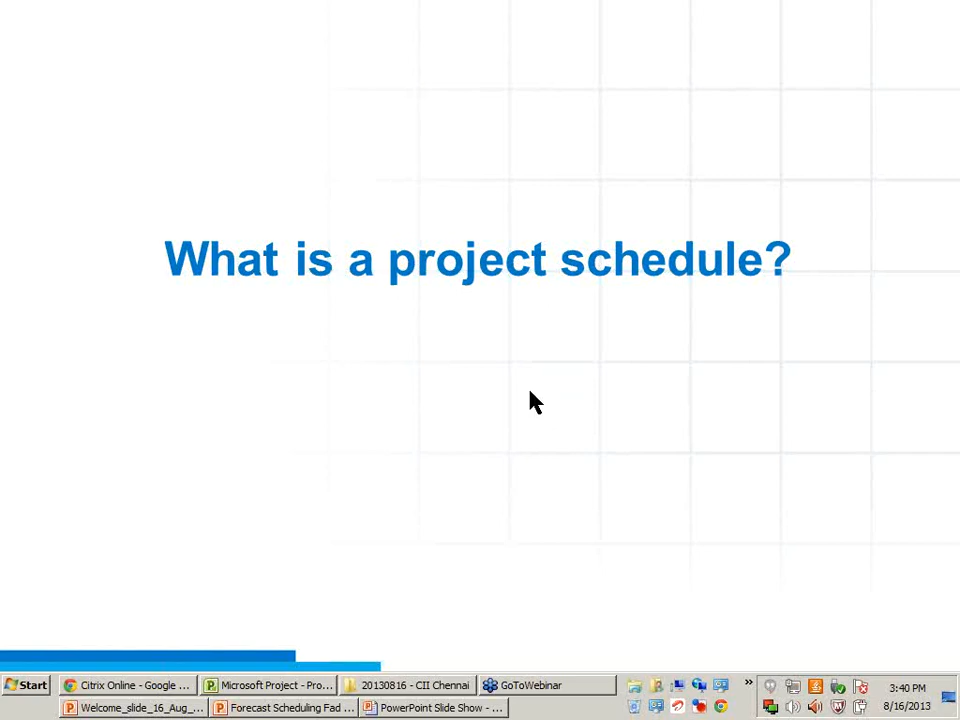 What is a project schedule?
Start
Citrix Online - Google ...
Microsoft Project - Pro...
20130816 - CII Chennai
GoToWebinar
»
3:40 PM
Welcome_slide_16_Aug_...
Forecast Scheduling Fad ...
PowerPoint Slide Show - ...
8/16/2013